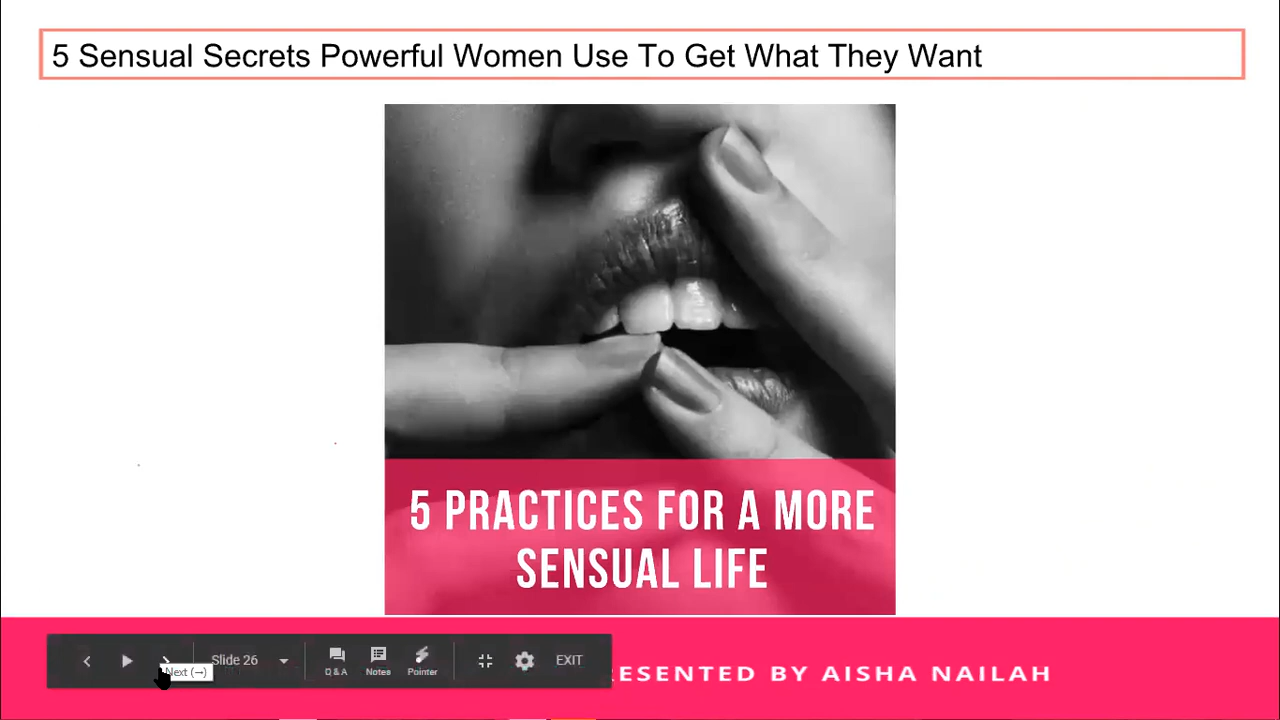 5 Sensual Secrets Powerful Women Use To Get What They Want
5 PRACTICES FOR A MORE
SENSUAL LIFE
Slide 26
Q&A
Notes
Pointer
EXIT
Next (→)
ESENTED BY AISHA NAILAH